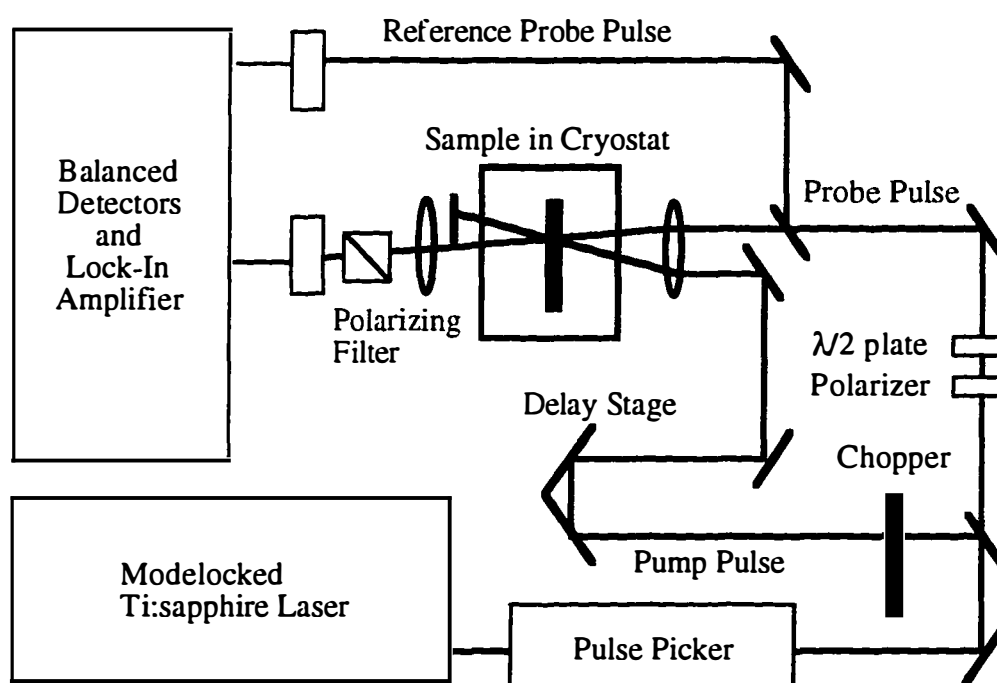 Reference Probe Pulse
Sample in Cryostat
Probe Pulse
Balanced
Detectors
and
Lock-In
Amplifier
Polarizing
Filter
λ/2 plate
Polarizer
Delay Stage
Chopper
Pump Pulse
Modelocked
Ti:sapphire Laser
Pulse Picker